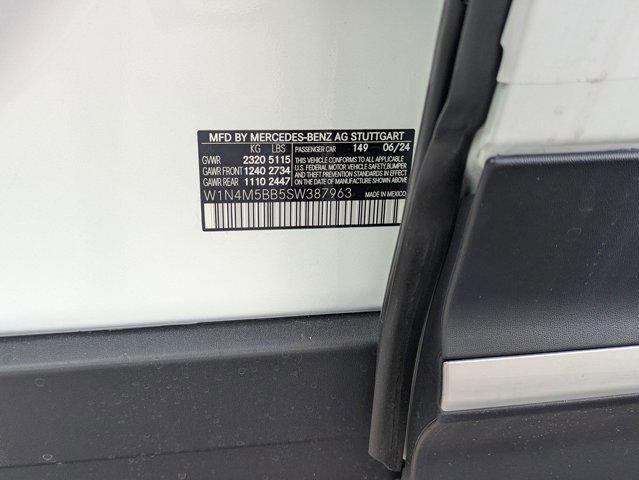 MFD BY MERCEDES-BENZ AG STUTTGART
KG LBS PASSENGER CAR 149 06/24
GVWR 2320 5115 THIS VEHICLE CONFORMS TO ALL APPLICABLE
GAWR FRONT 1240 2734 U.S. FEDERAL MOTOR VEHICLE SAFETY, BUMPER
GAWR REAR 1110 2447 AND THEFT PREVENTION STANDARDS IN EFFECT
ON THE DATE OF MANUFACTURE SHOWN ABOVE.
W1N4M5BB5SW387963 MADE IN MEXICO